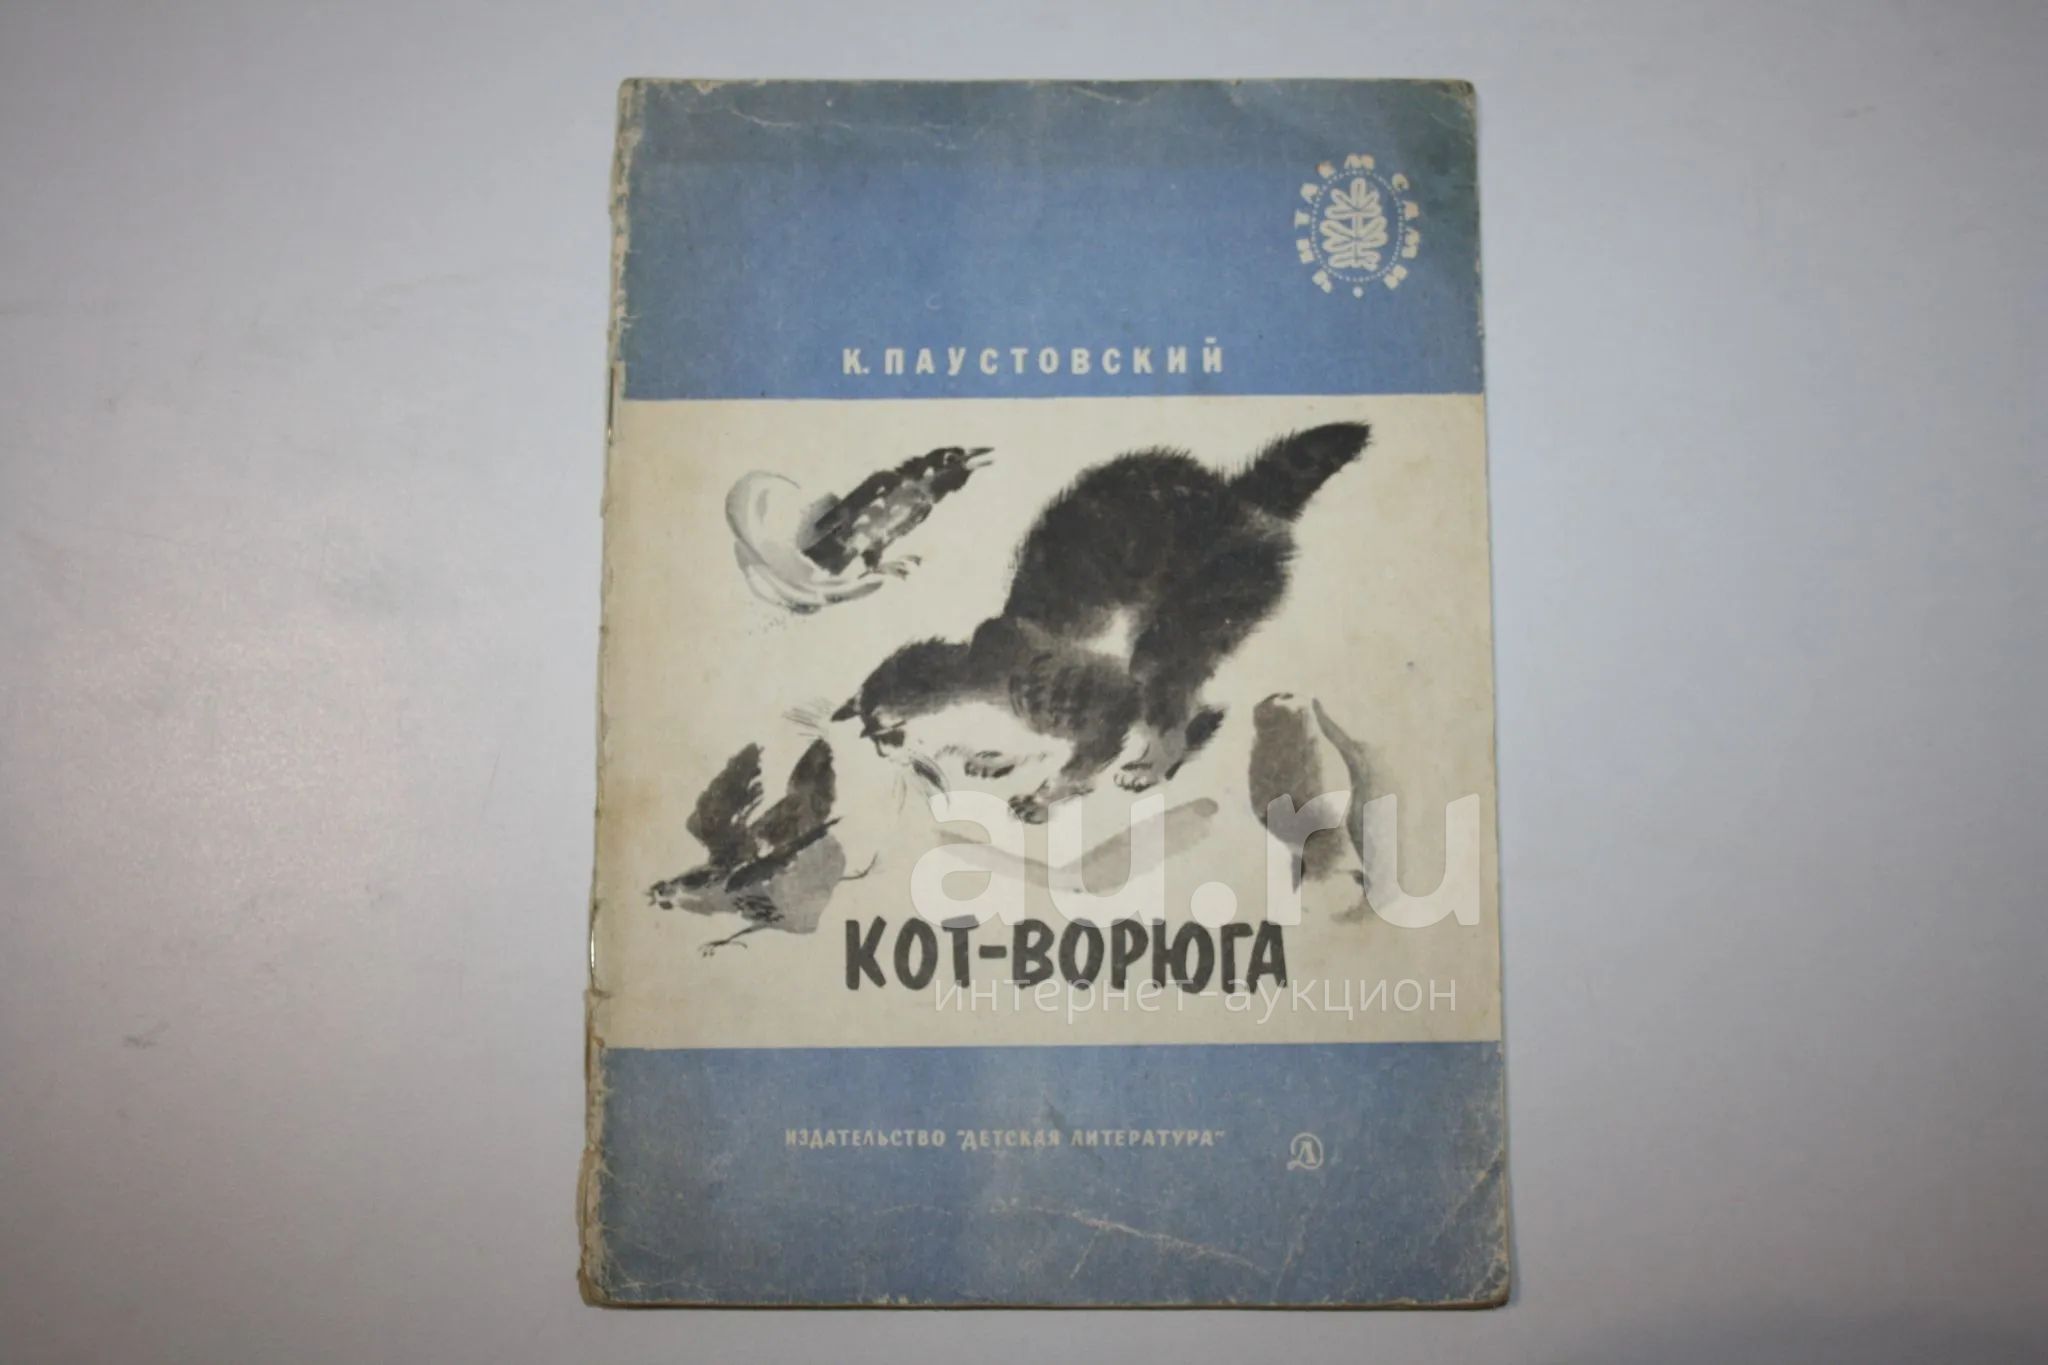 ЧИТАЕМ САМИ
К. ПАУСТОВСКИЙ
au.ru
КОТ-ВОРЮГА
интернет-аукцион
ИЗДАТЕЛЬСТВО "ДЕТСКАЯ ЛИТЕРАТУРА"